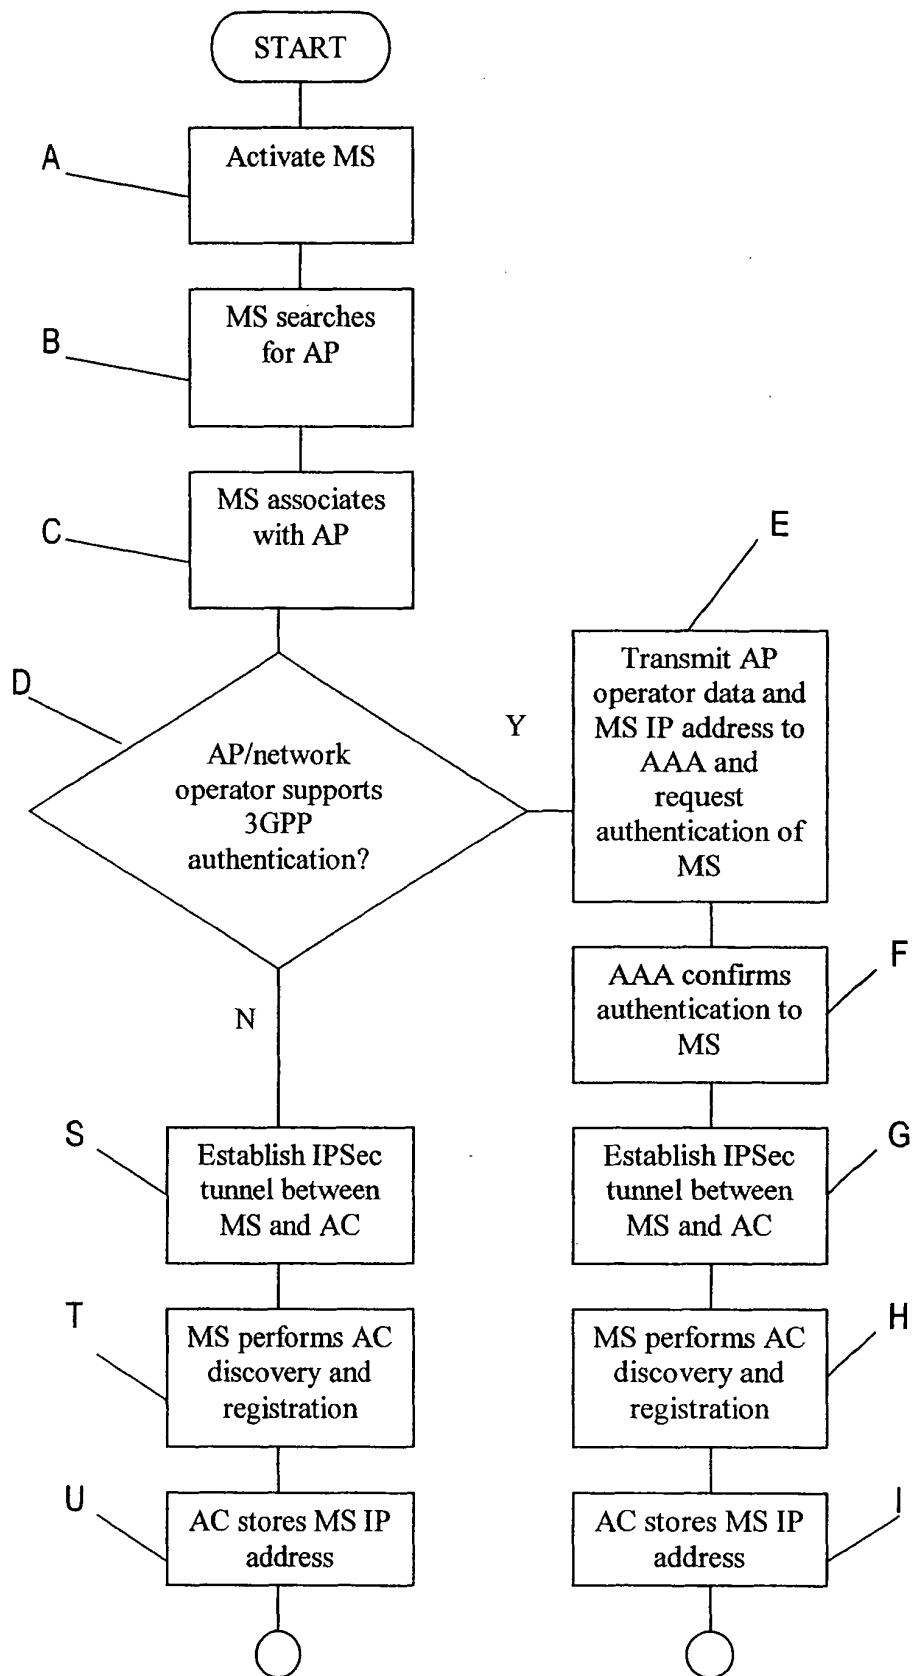 START
A
Activate MS
B
MS searches
for AP
C
MS associates
with AP
D
AP/network
operator supports
3GPP
authentication?
Y
N
E
Transmit AP
operator data and
MS IP address to
AAA and
request
authentication of
MS
F
AAA confirms
authentication to
MS
S
Establish IPSec
tunnel between
MS and AC
G
Establish IPSec
tunnel between
MS and AC
T
MS performs AC
discovery and
registration
H
MS performs AC
discovery and
registration
U
AC stores MS IP
address
I
AC stores MS IP
address